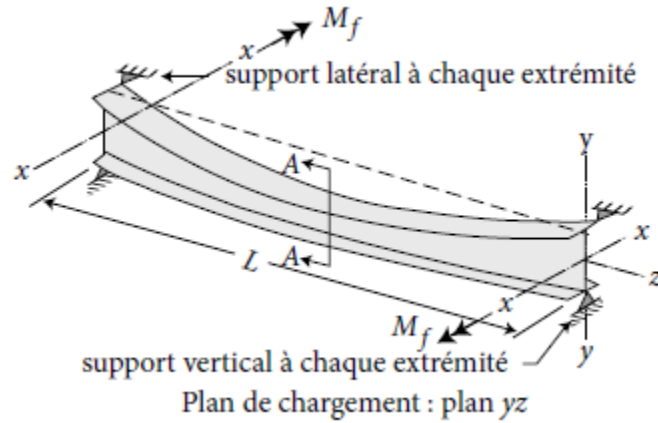 M_f
x
support latéral à chaque extrémité
y
x
A
x
L
A
z
x
M_f
support vertical à chaque extrémité
y
Plan de chargement : plan yz